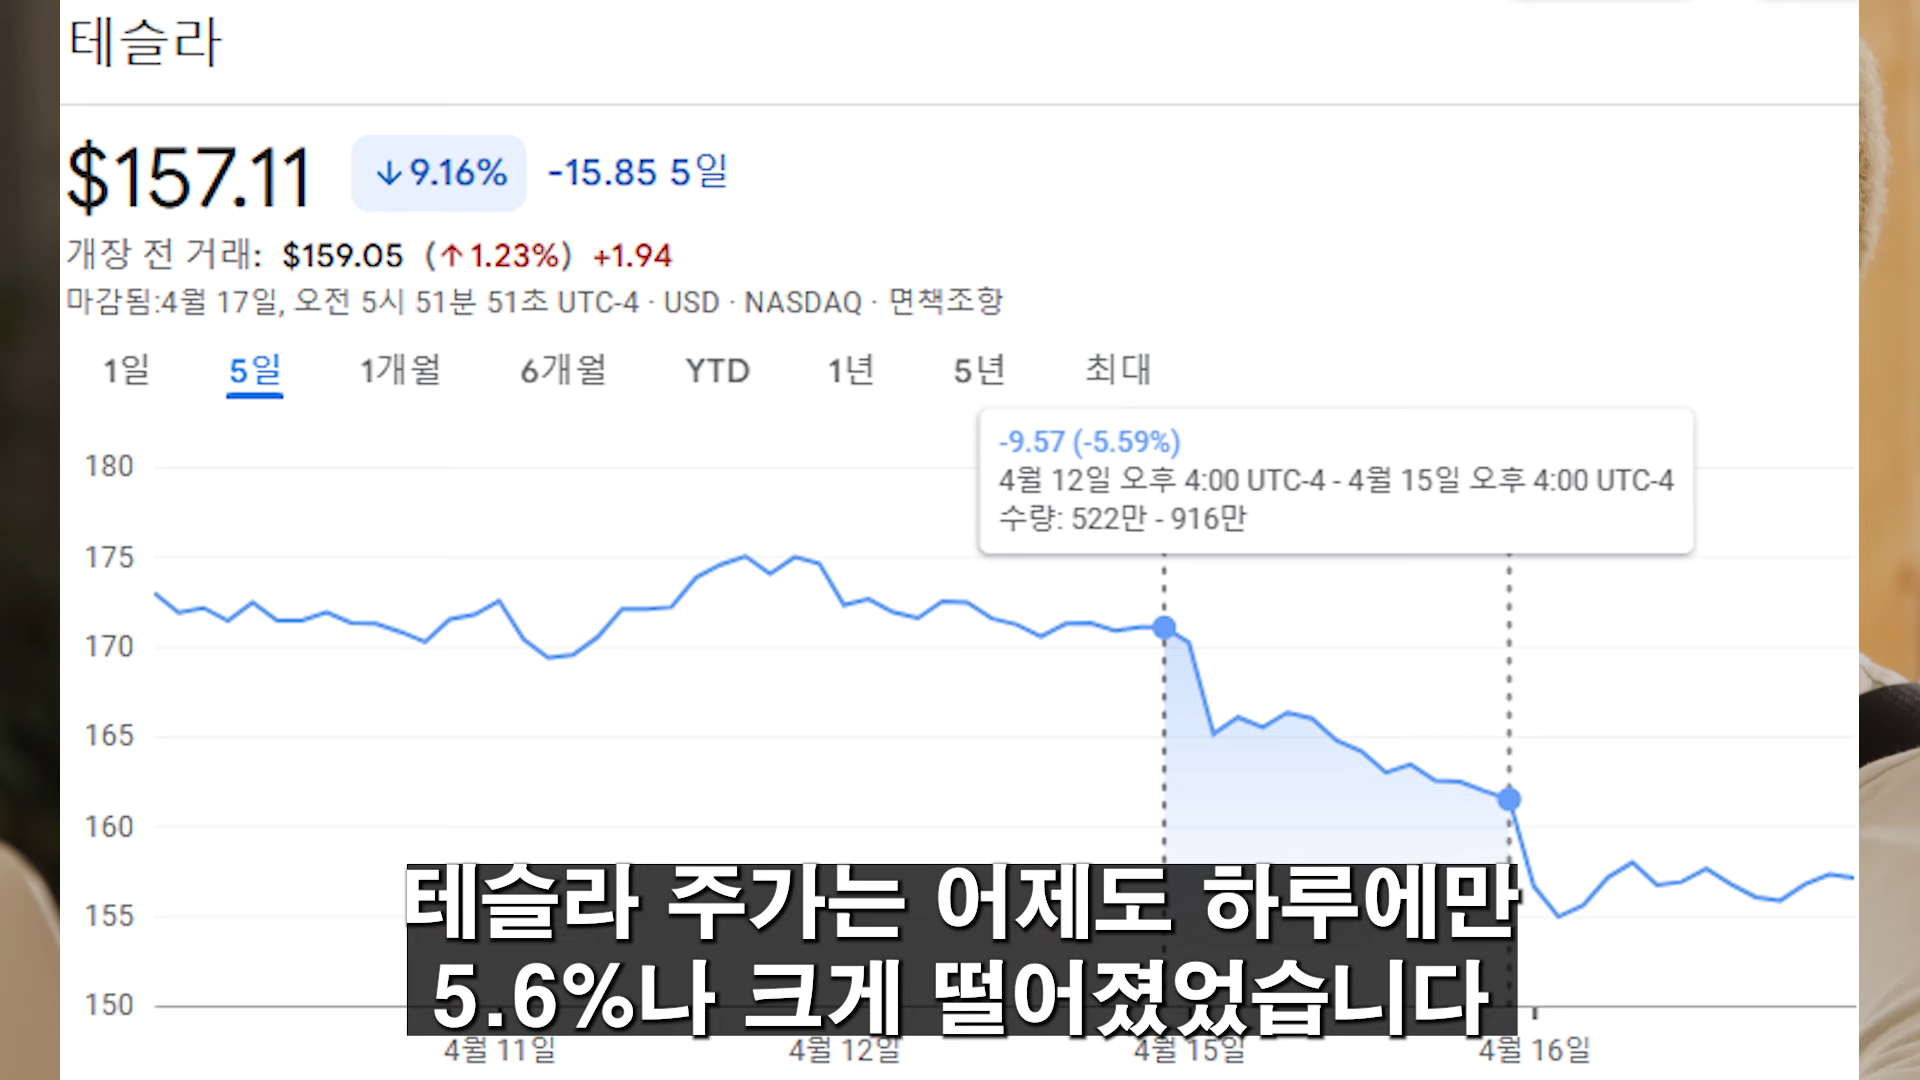 테슬라
$157.11 ↓9.16% -15.85 5일
개장 전 거래: $159.05 (↑1.23%) +1.94
마감됨:4월 17일, 오전 5시 51분 51초 UTC-4 · USD · NASDAQ · 면책조항
1일 5일 1개월 6개월 YTD 1년 5년 최대
-9.57 (-5.59%)
4월 12일 오후 4:00 UTC-4 - 4월 15일 오후 4:00 UTC-4
수량: 522만 - 916만
180
175
170
165
160
155
150
테슬라 주가는 어제도 하루에만
5.6%나 크게 떨어졌었습니다
4월 11일 4월 12일 4월 15일 4월 16일